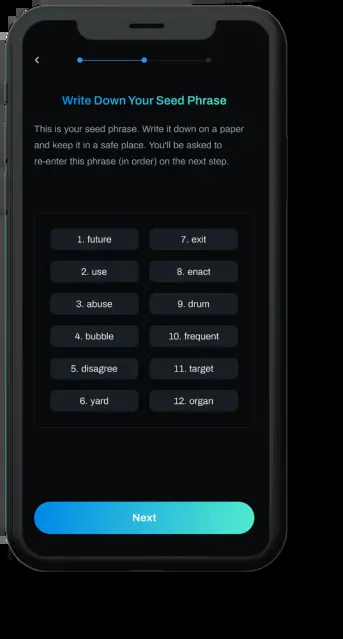 Write Down Your Seed Phrase
This is your seed phrase. Write it down on a paper
and keep it in a safe place. You'll be asked to
re-enter this phrase (in order) on the next step.
1. future
2. use
3. abuse
4. bubble
5. disagree
6. yard
7. exit
8. enact
9. drum
10. frequent
11. target
12. organ
Next